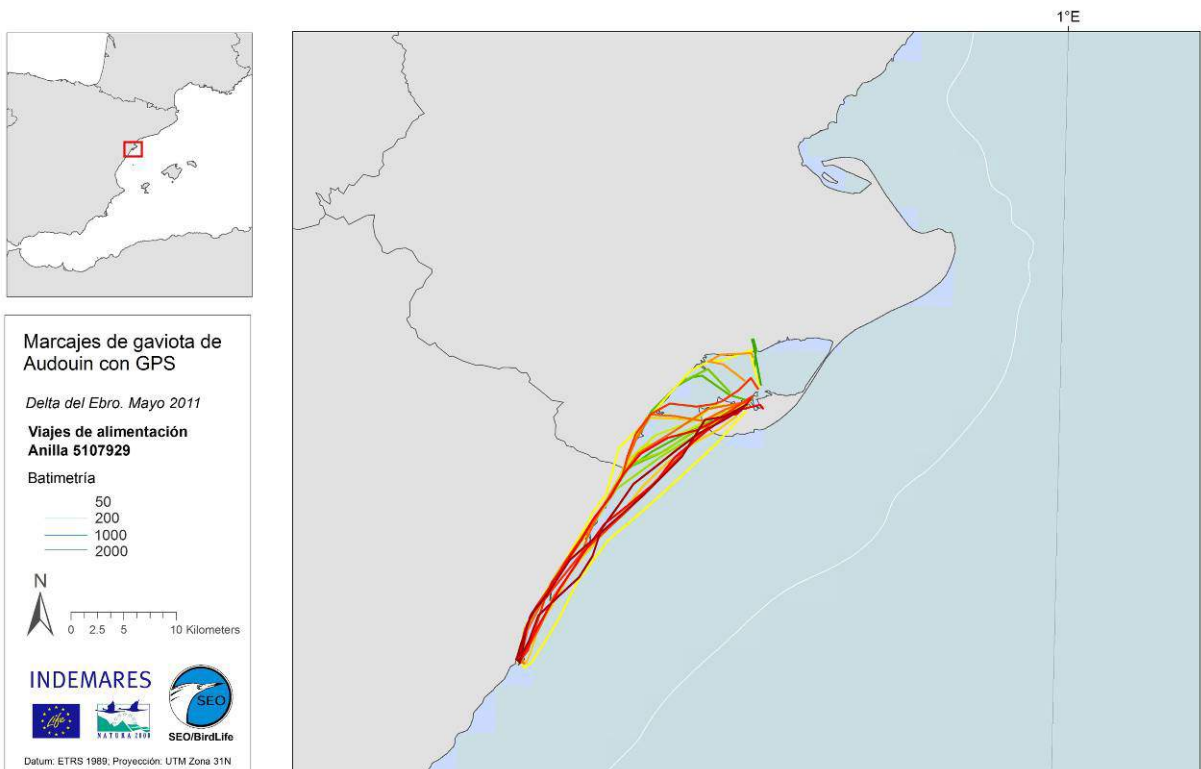 1°E
Marcajes de gaviota de
Audouin con GPS
Delta del Ebro. Mayo 2011
Viajes de alimentación
Anilla 5107929
Batimetría
50
200
1000
2000
N
0 2.5 5 10 Kilometers
INDEMARES
Life
NATURA 2000
SEO
SEO/BirdLife
Datum: ETRS 1989; Proyección: UTM Zona 31N